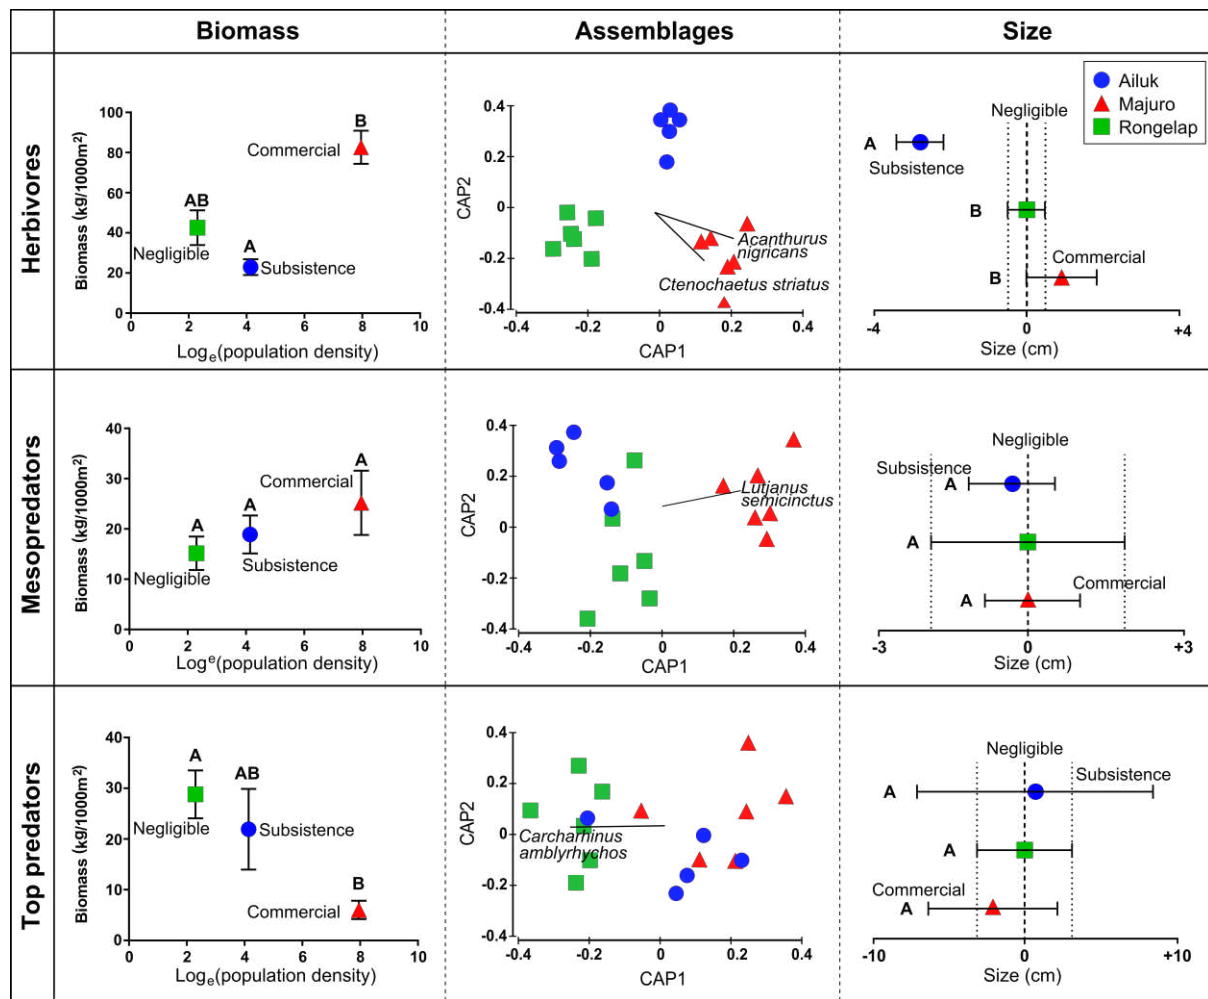 Biomass
Assemblages
Size
Ailuk
Majuro
Rongelap
Herbivores
Biomass (kg/1000m²)
100
80
60
40
20
0
0 2 4 6 8 10
Logₑ(population density)
AB
Negligible
A
Subsistence
B
Commercial
CAP2
0.4
0.2
0
-0.2
-0.4
-0.4 -0.2 0 0.2 0.4
CAP1
Acanthurus
nigricans
Ctenochaetus striatus
Negligible
A
Subsistence
B
Commercial
B
-4 0 +4
Size (cm)
Mesopredators
Biomass (kg/1000m²)
40
30
20
10
0
0 2 4 6 8 10
Logᵉ(population density)
A
Negligible
A
Subsistence
A
Commercial
CAP2
0.4
0.2
0
-0.2
-0.4
-0.4 -0.2 0 0.2 0.4
CAP1
Lutjanus
semicinctus
Negligible
Subsistence
A
A
Commercial
A
-3 0 +3
Size (cm)
Top predators
Biomass (kg/1000m²)
40
30
20
10
0
0 2 4 6 8 10
Logₑ(population density)
A
Negligible
AB
Subsistence
B
Commercial
CAP2
0.4
0.2
0
-0.2
-0.4
-0.4 -0.2 0 0.2 0.4
CAP1
Carcharhinus
amblyrhychos
Negligible
Subsistence
A
A
Commercial
A
-10 0 +10
Size (cm)